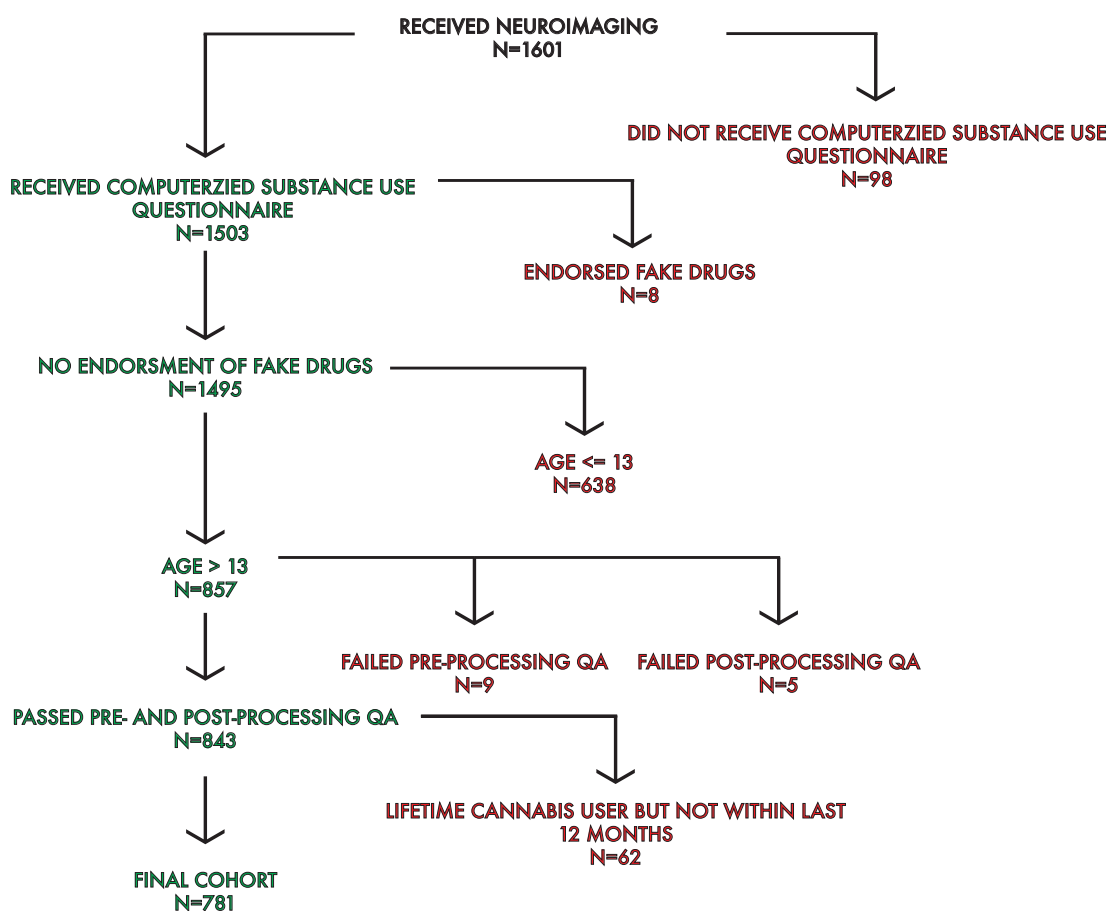 RECEIVED NEUROIMAGING
N=1601
DID NOT RECEIVE COMPUTERZIED SUBSTANCE USE
QUESTIONNAIRE
N=98
RECEIVED COMPUTERZIED SUBSTANCE USE
QUESTIONNAIRE
N=1503
ENDORSED FAKE DRUGS
N=8
NO ENDORSMENT OF FAKE DRUGS
N=1495
AGE <= 13
N=638
AGE > 13
N=857
FAILED PRE-PROCESSING QA
N=9
FAILED POST-PROCESSING QA
N=5
PASSED PRE- AND POST-PROCESSING QA
N=843
LIFETIME CANNABIS USER BUT NOT WITHIN LAST
12 MONTHS
N=62
FINAL COHORT
N=781